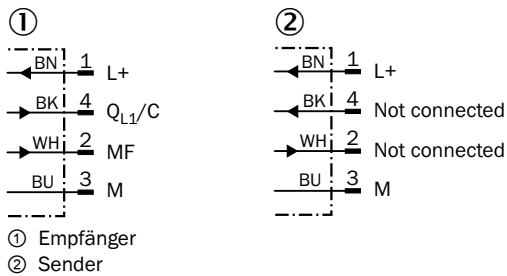 ①
BN 1 L+
BK 4 QL1/C
WH 2 MF
BU 3 M
②
BN 1 L+
BK 4 Not connected
WH 2 Not connected
BU 3 M
① Empfänger
② Sender